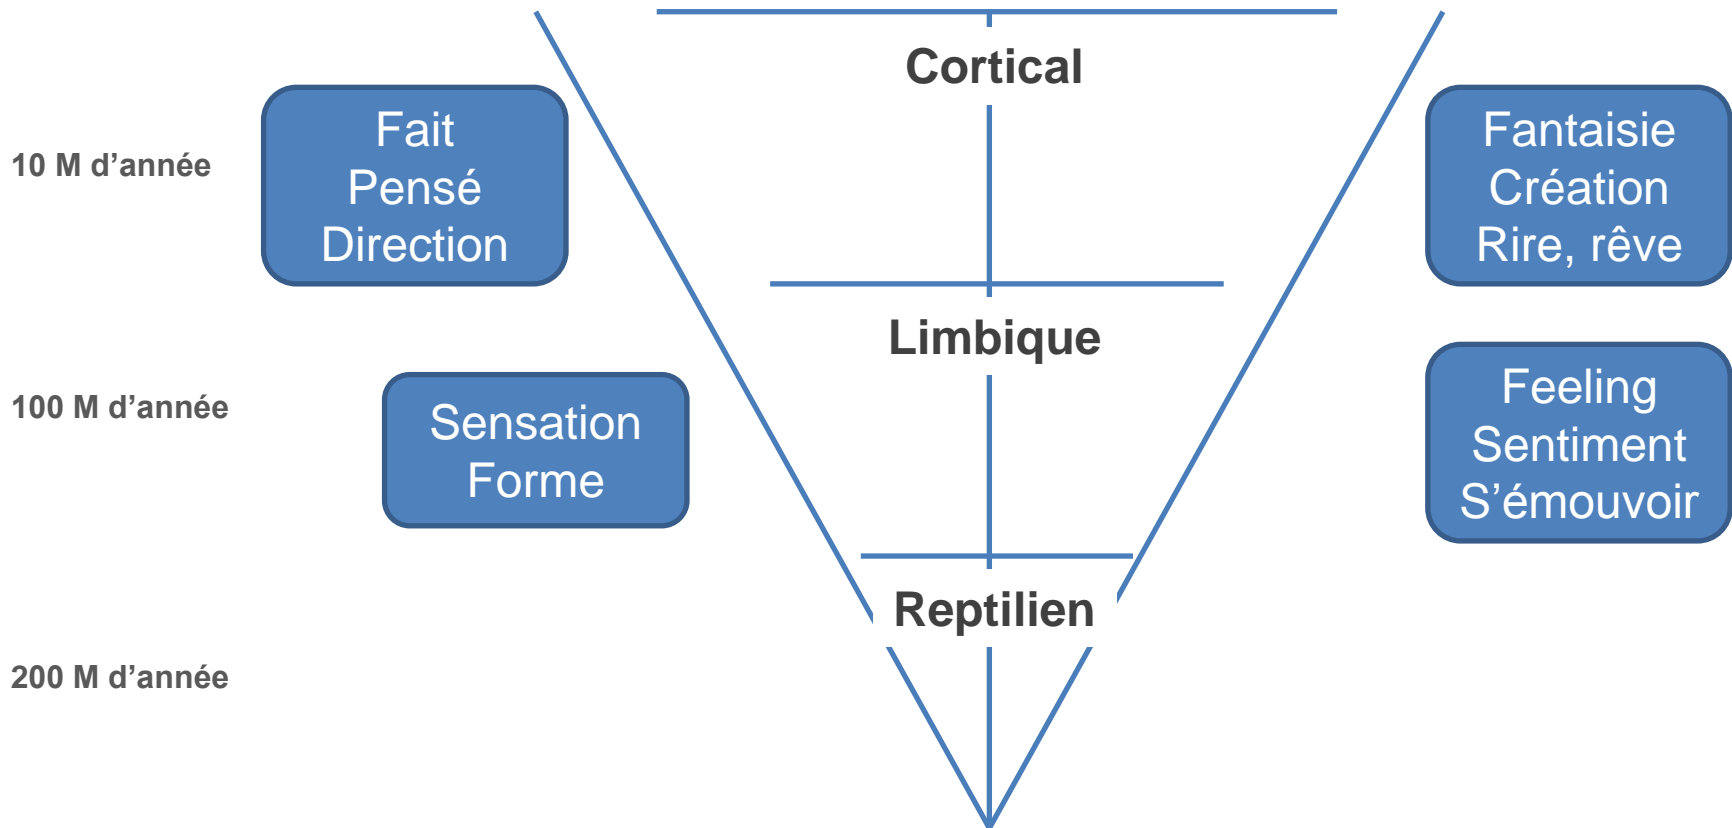 Cortical
10 M d’année
Fait
Pensé
Direction
Fantaisie
Création
Rire, rêve
Limbique
100 M d’année
Sensation
Forme
Feeling
Sentiment
S’émouvoir
Reptilien
200 M d’année